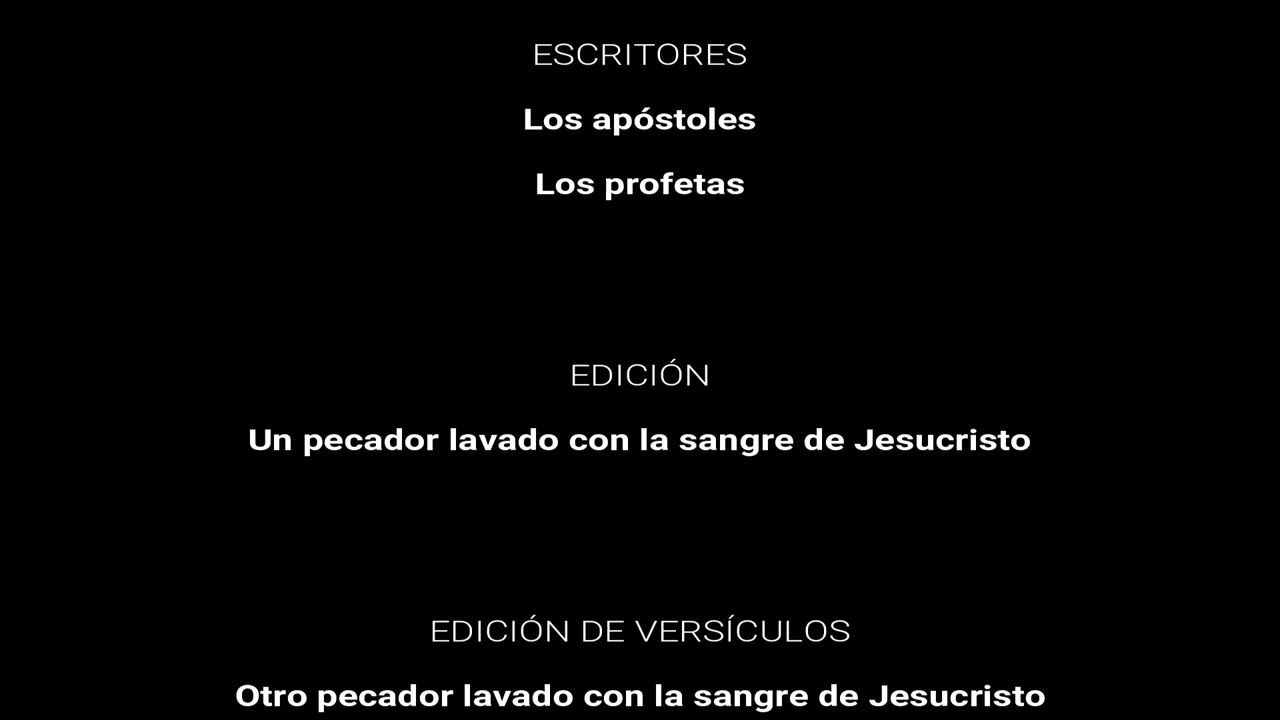 ESCRITORES
Los apóstoles
Los profetas
EDICIÓN
Un pecador lavado con la sangre de Jesucristo
EDICIÓN DE VERSÍCULOS
Otro pecador lavado con la sangre de Jesucristo